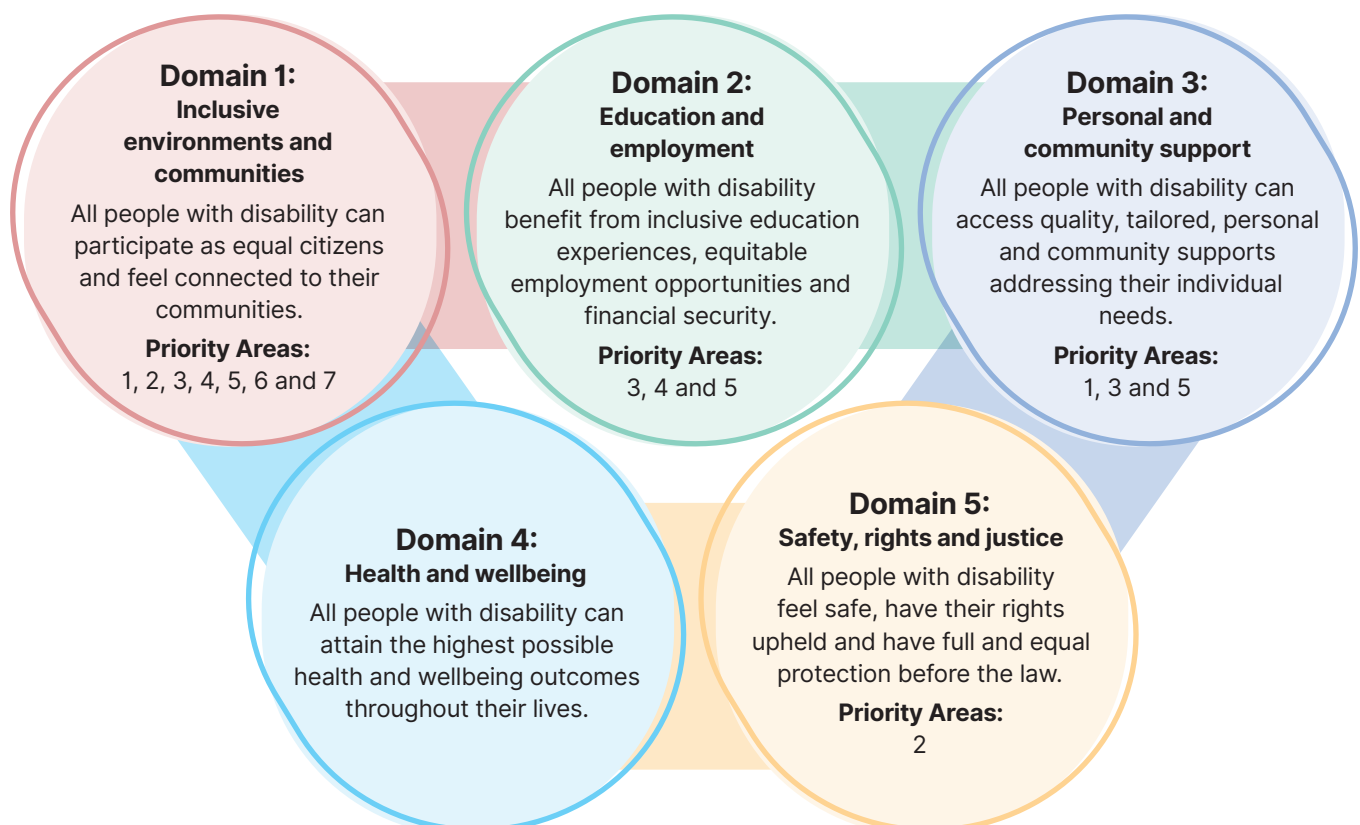 Domain 1:
Inclusive
environments and
communities
All people with disability can
participate as equal citizens
and feel connected to their
communities.
Priority Areas:
1, 2, 3, 4, 5, 6 and 7
Domain 2:
Education and
employment
All people with disability
benefit from inclusive education
experiences, equitable
employment opportunities and
financial security.
Priority Areas:
3, 4 and 5
Domain 3:
Personal and
community support
All people with disability can
access quality, tailored, personal
and community supports
addressing their individual
needs.
Priority Areas:
1, 3 and 5
Domain 4:
Health and wellbeing
All people with disability can
attain the highest possible
health and wellbeing outcomes
throughout their lives.
Domain 5:
Safety, rights and justice
All people with disability
feel safe, have their rights
upheld and have full and equal
protection before the law.
Priority Areas:
2